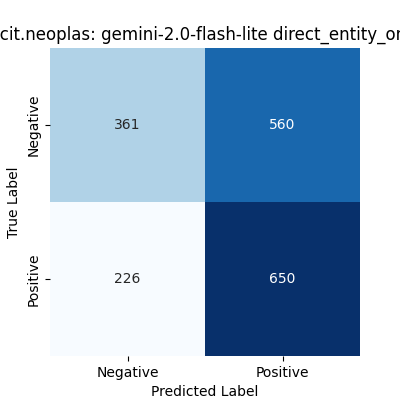 cit.neoplas: gemini-2.0-flash-lite direct_entity_or
True Label
Negative
361
560
Positive
226
650
Negative
Positive
Predicted Label